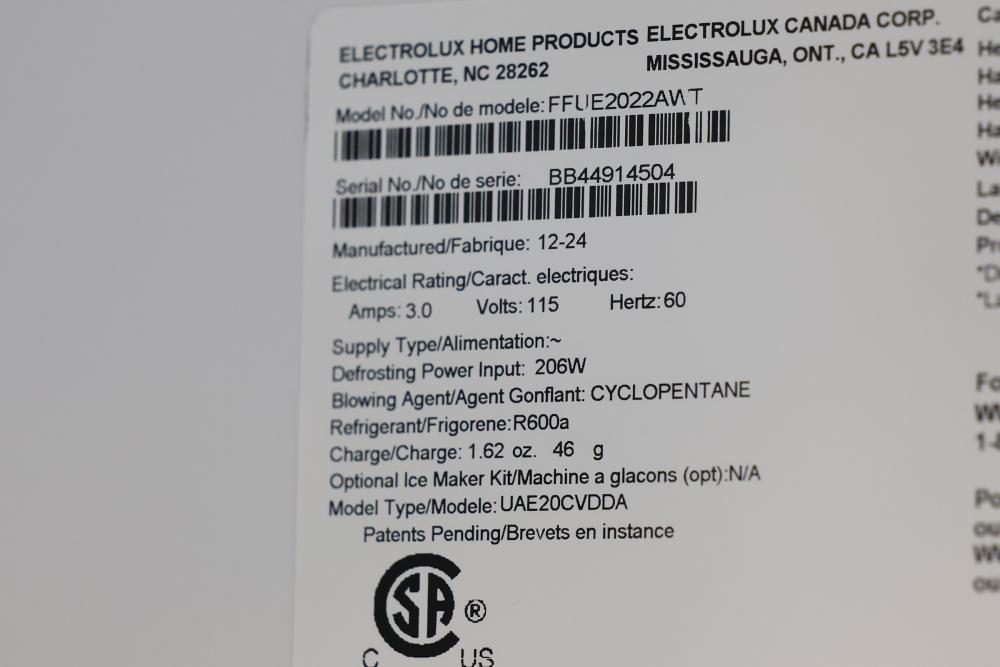 ELECTROLUX HOME PRODUCTS ELECTROLUX CANADA CORP.
CHARLOTTE, NC 28262 MISSISSAUGA, ONT., CA L5V 3E4
Model No./No de modele: FFUE2022AWT
Serial No./No de serie: BB44914504
Manufactured/Fabrique: 12-24
Electrical Rating/Caract. electriques:
Amps: 3.0 Volts: 115 Hertz: 60
Supply Type/Alimentation:~
Defrosting Power Input: 206W
Blowing Agent/Agent Gonflant: CYCLOPENTANE
Refrigerant/Frigorene: R600a
Charge/Charge: 1.62 oz. 46 g
Optional Ice Maker Kit/Machine a glacons (opt):N/A
Model Type/Modele: UAE20CVDDA
Patents Pending/Brevets en instance
SA ®
C US